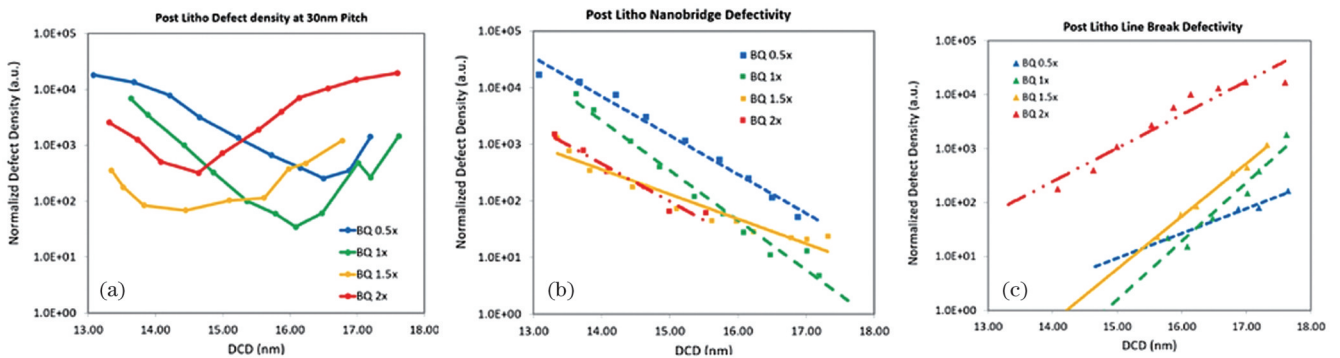 Post Litho Defect density at 30nm Pitch
Normalizd Defect Density (a.u.)
1.0E+05
1.0E+04
1.0E+03
1.0E+02
1.0E+01
1.0E+00
(a)
BQ 0.5x
BQ 1x
BQ 1.5x
BQ 2x
13.00 14.00 15.00 16.00 17.00 18.00
DCD (nm)
Post Litho Nanobridge Defectivity
Normalized Defect Density (a.u.)
1.0E+05
1.0E+04
1.0E+03
1.0E+02
1.0E+01
1.0E+00
BQ 0.5x
BQ 1x
BQ 1.5x
BQ 2x
(b)
13.00 14.00 15.00 16.00 17.00 18.00
DCD (nm)
Post Litho Line Break Defectivity
Normalized Defect Density (a.u.)
1.0E+05
1.0E+04
1.0E+03
1.0E+02
1.0E+01
1.0E+00
BQ 0.5x
BQ 1x
BQ 1.5x
BQ 2x
(c)
13.00 14.00 15.00 16.00 17.00 18.00
DCD (nm)